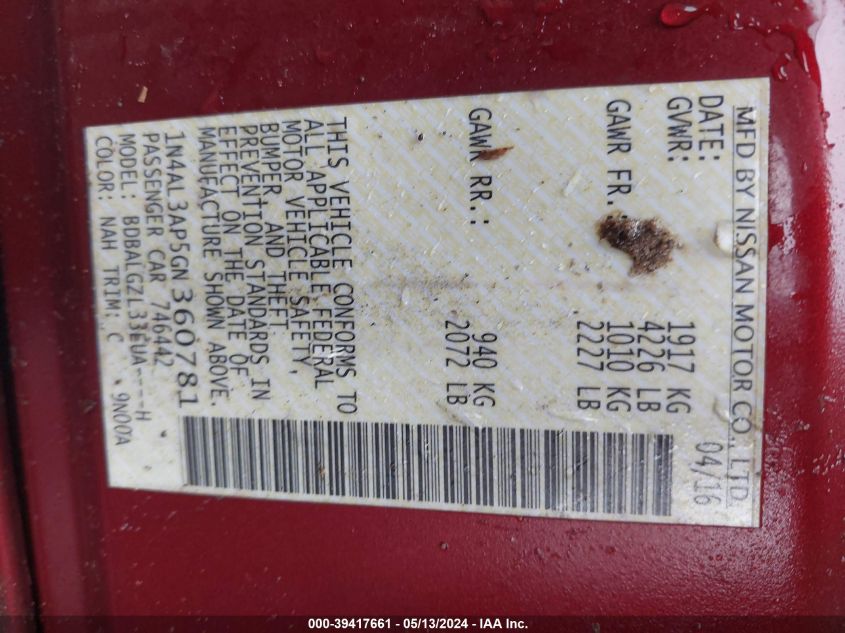 MFD BY NISSAN MOTOR CO., LTD.
DATE: 04/16
GVWR: 1917 KG
4226 LB
GAWR FR.: 1010 KG
2227 LB
GAWR RR.: 940 KG
2072 LB
THIS VEHICLE CONFORMS TO
ALL APPLICABLE FEDERAL
MOTOR VEHICLE SAFETY,
BUMPER AND THEFT
PREVENTION STANDARDS IN
EFFECT ON THE DATE OF
MANUFACTURE SHOWN ABOVE.
1N4AL3AP5GN360781
PASSENGER CAR 746442
MODEL: BDBALGZL33EUA----H
COLOR: NAH TRIM: C 9N00A
000-39417661 - 05/13/2024 - IAA Inc.